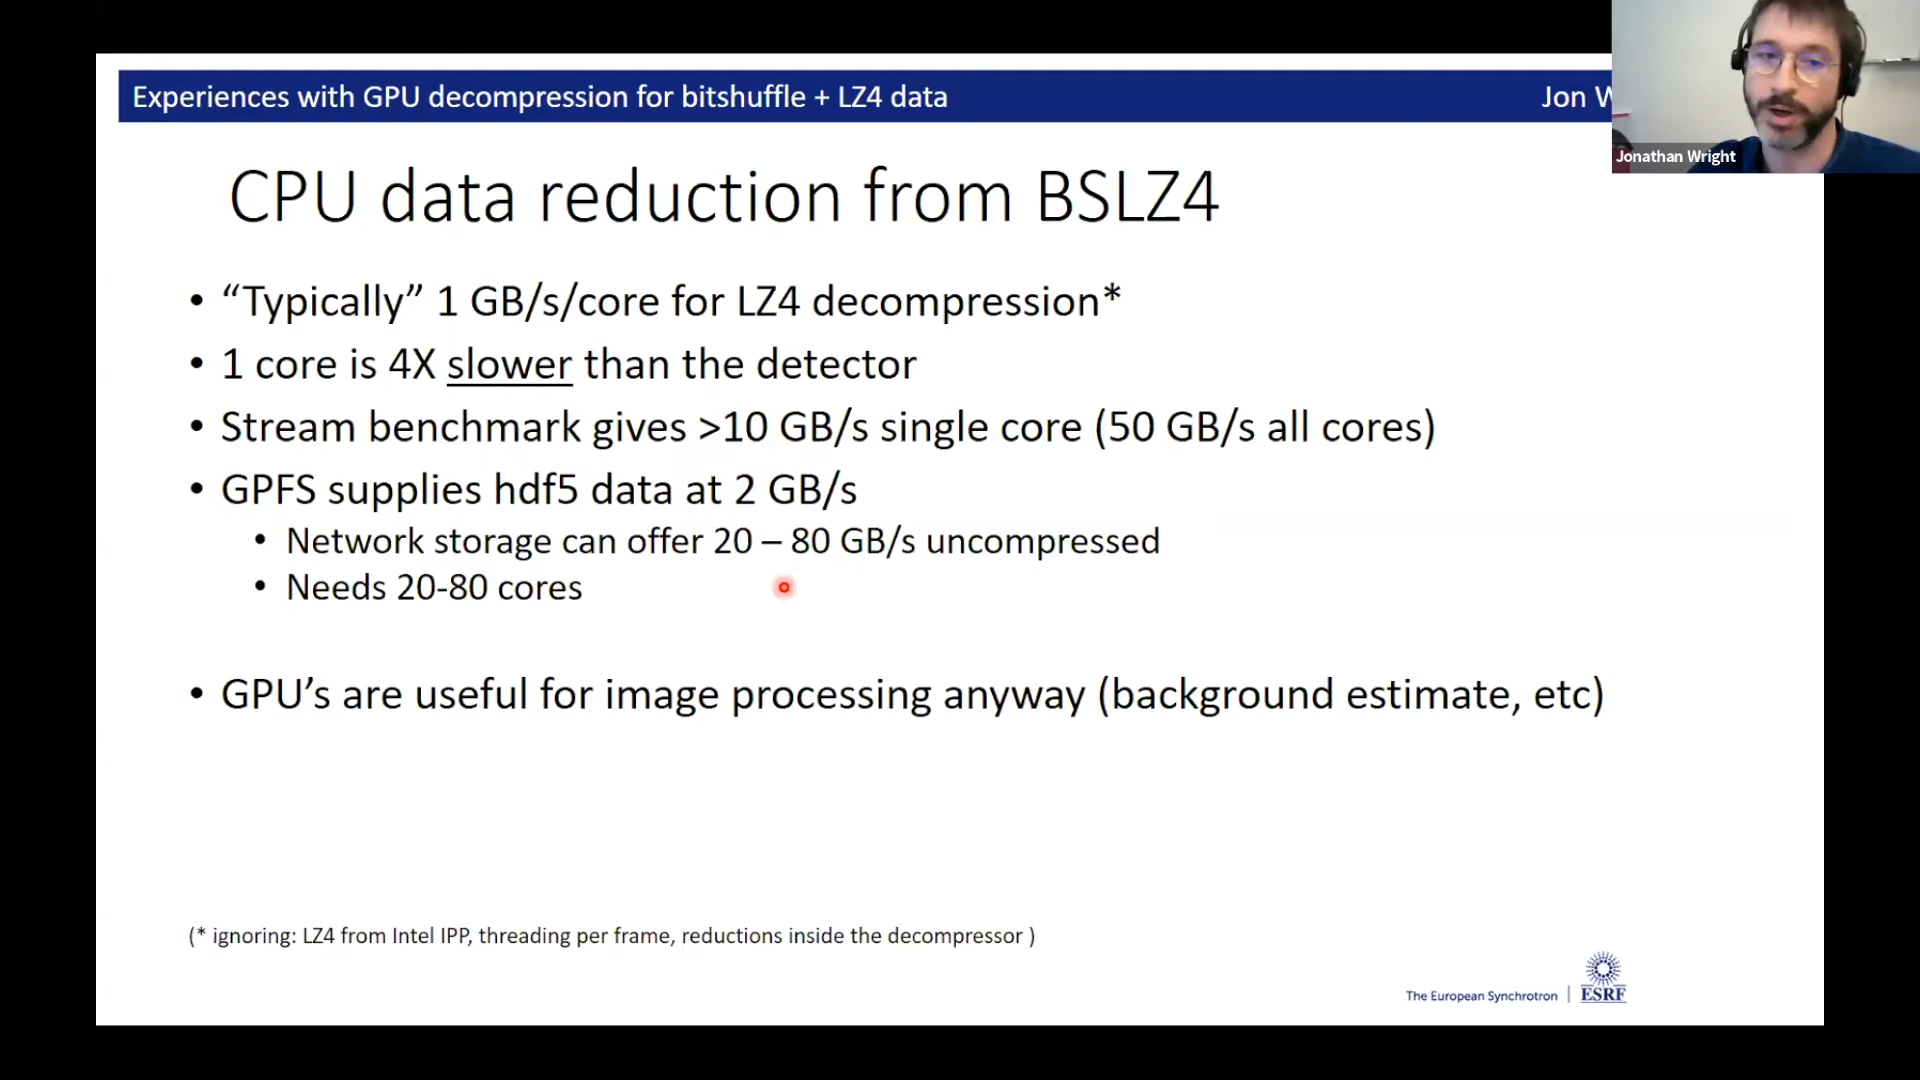 Experiences with GPU decompression for bitshuffle + LZ4 data
Jon W
Jonathan Wright
CPU data reduction from BSLZ4
• “Typically” 1 GB/s/core for LZ4 decompression*
• 1 core is 4X slower than the detector
• Stream benchmark gives >10 GB/s single core (50 GB/s all cores)
• GPFS supplies hdf5 data at 2 GB/s
• Network storage can offer 20 – 80 GB/s uncompressed
• Needs 20-80 cores
• GPU’s are useful for image processing anyway (background estimate, etc)
(* ignoring: LZ4 from Intel IPP, threading per frame, reductions inside the decompressor )
The European Synchrotron | ESRF